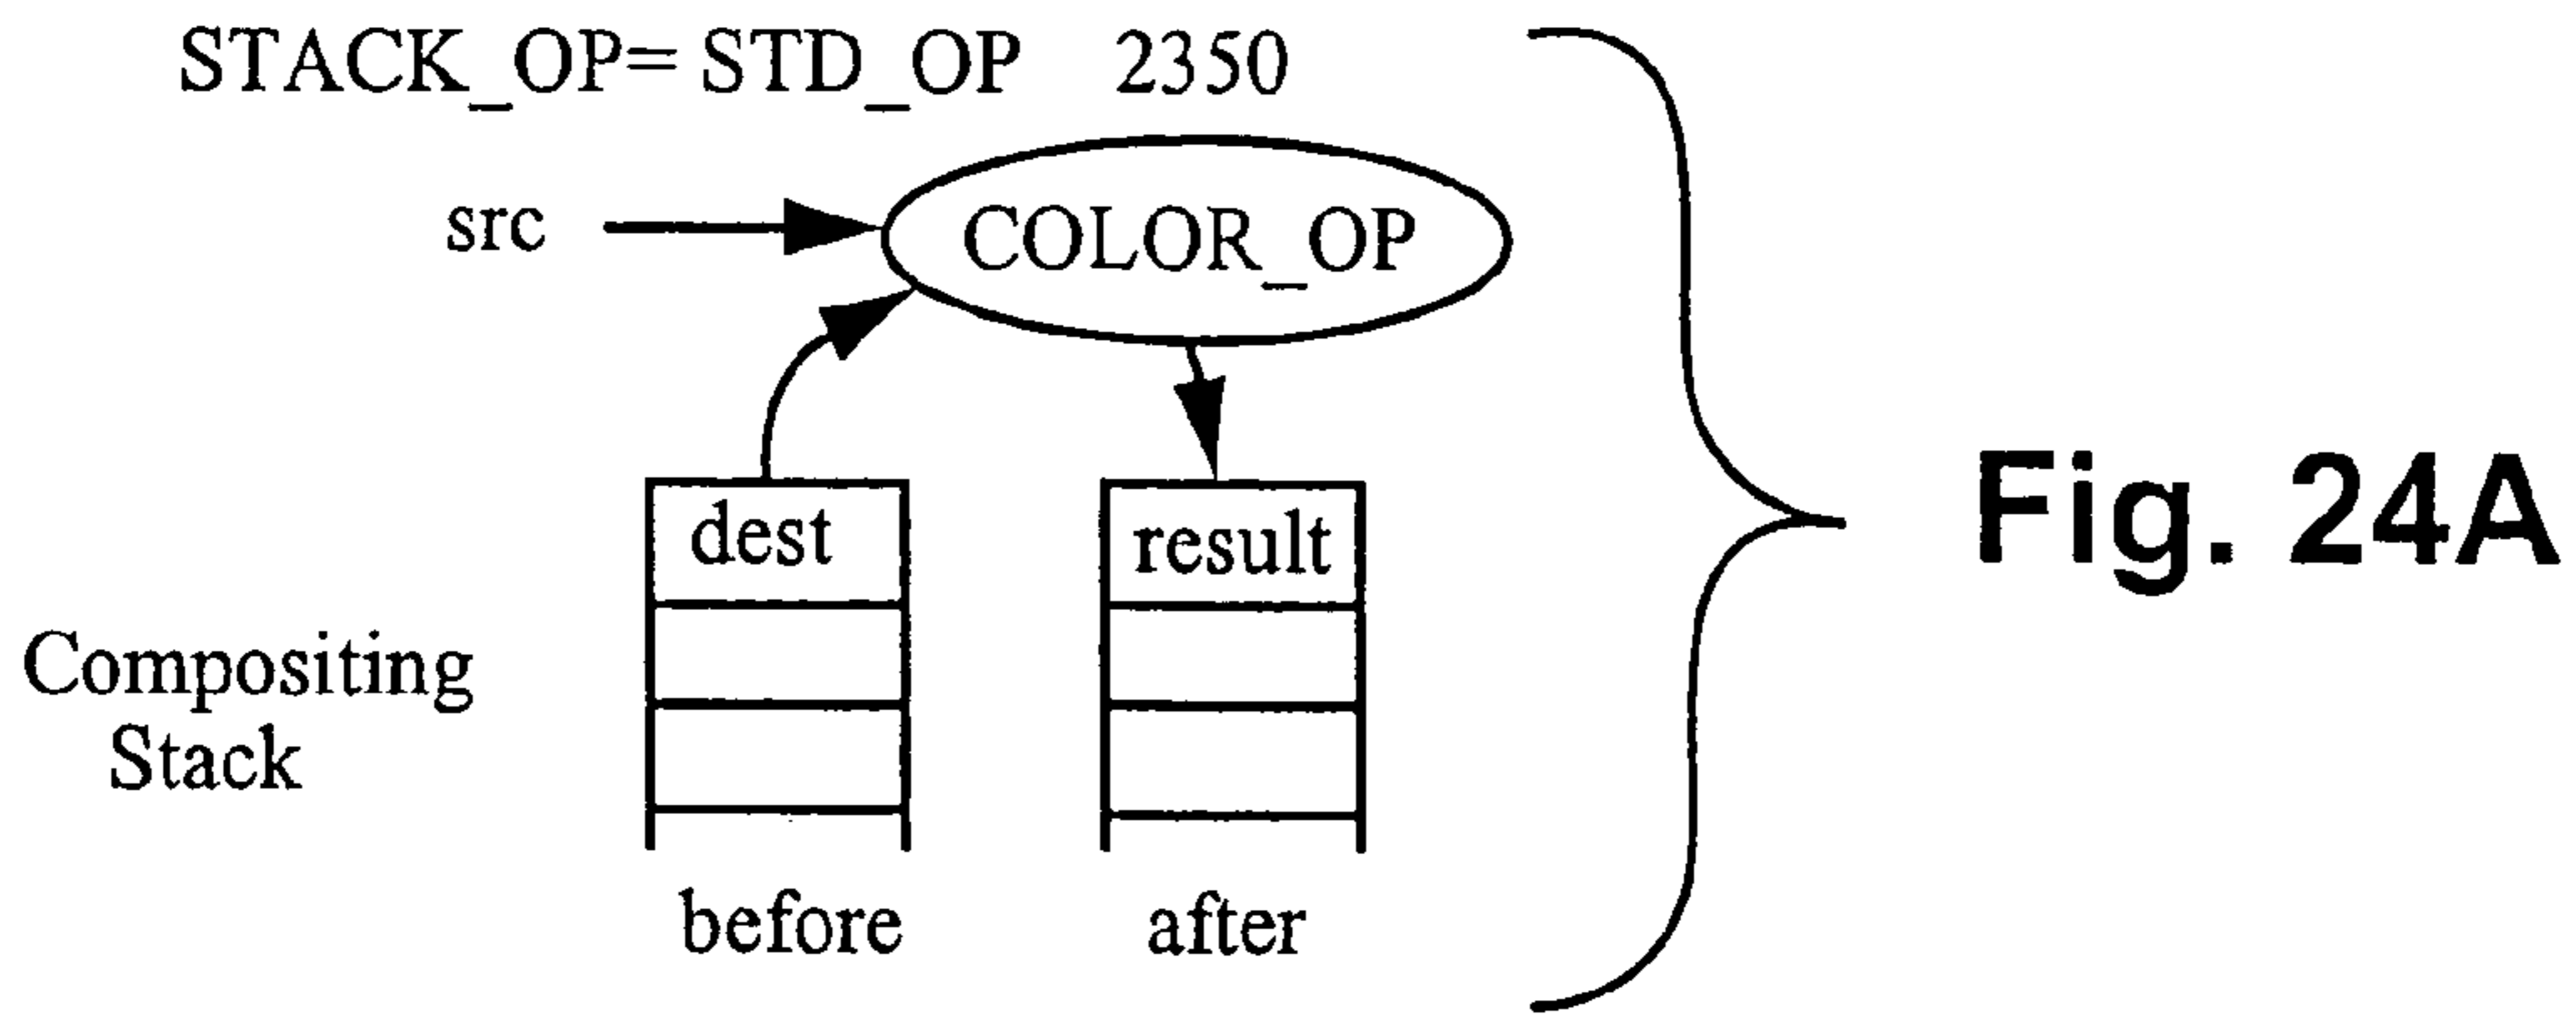 STACK_OP= STD_OP 2350
src
COLOR_OP
dest
result
Compositing
Stack
before
after
Fig. 24A